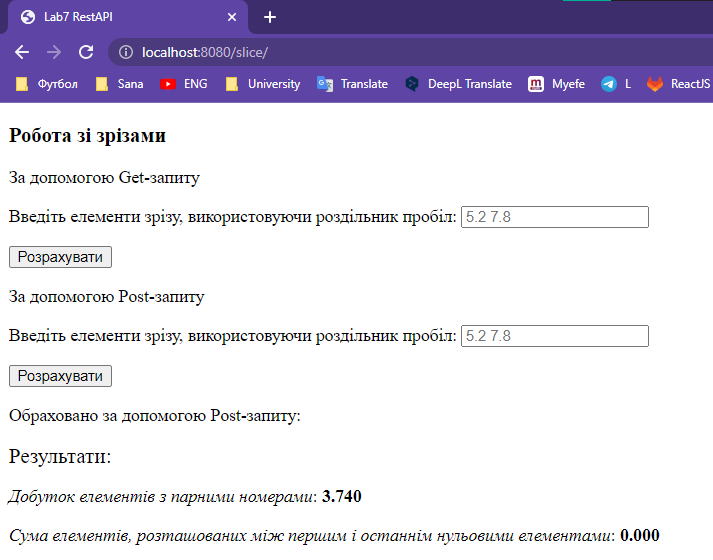 Lab7 RestAPI
localhost:8080/slice/
Футбол Sana ENG University Translate DeepL Translate Myefe L ReactJS
Робота зі зрізами
За допомогою Get-запиту
Введіть елементи зрізу, використовуючи роздільник пробіл: 5.2 7.8
Розрахувати
За допомогою Post-запиту
Введіть елементи зрізу, використовуючи роздільник пробіл: 5.2 7.8
Розрахувати
Обраховано за допомогою Post-запиту:
Результати:
Добуток елементів з парними номерами: 3.740
Сума елементів, розташованих між першим і останнім нульовими елементами: 0.000